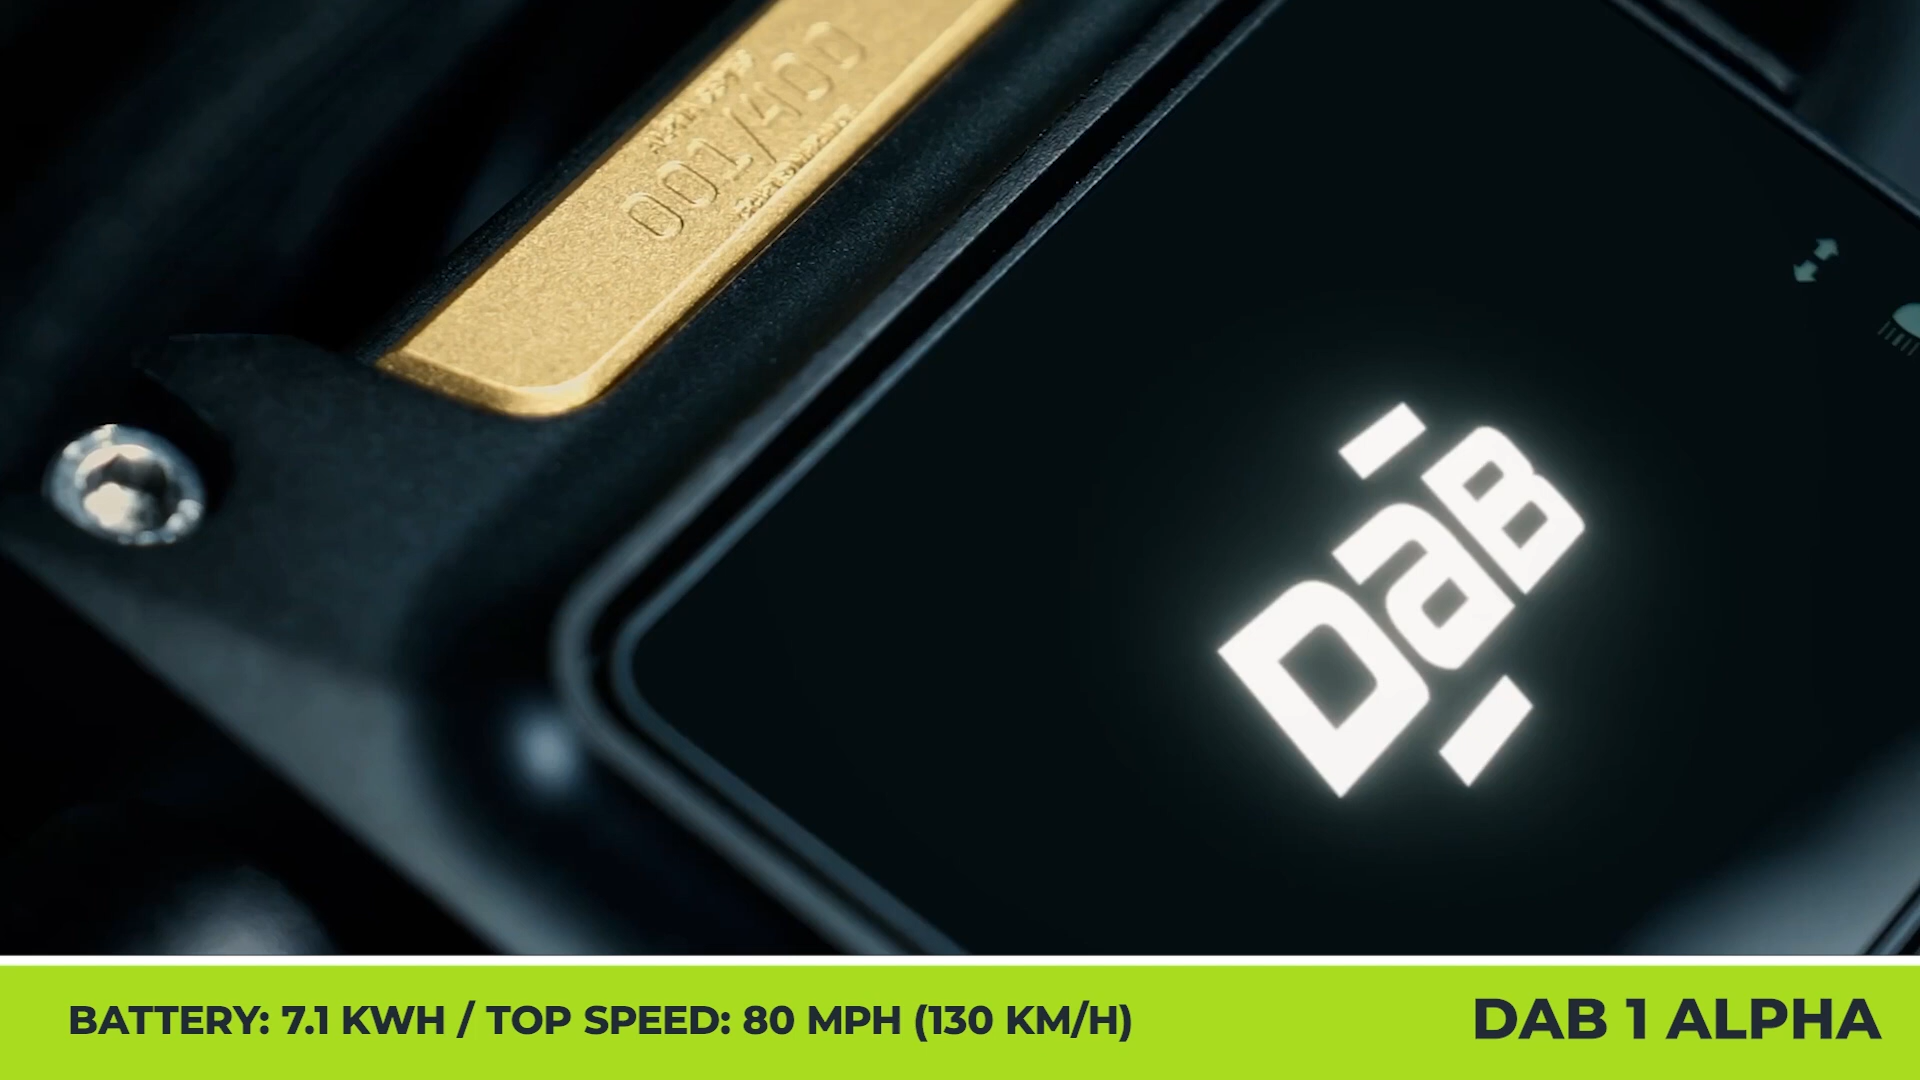 001/400
DaB
BATTERY: 7.1 KWH / TOP SPEED: 80 MPH (130 KM/H)
DAB 1 ALPHA